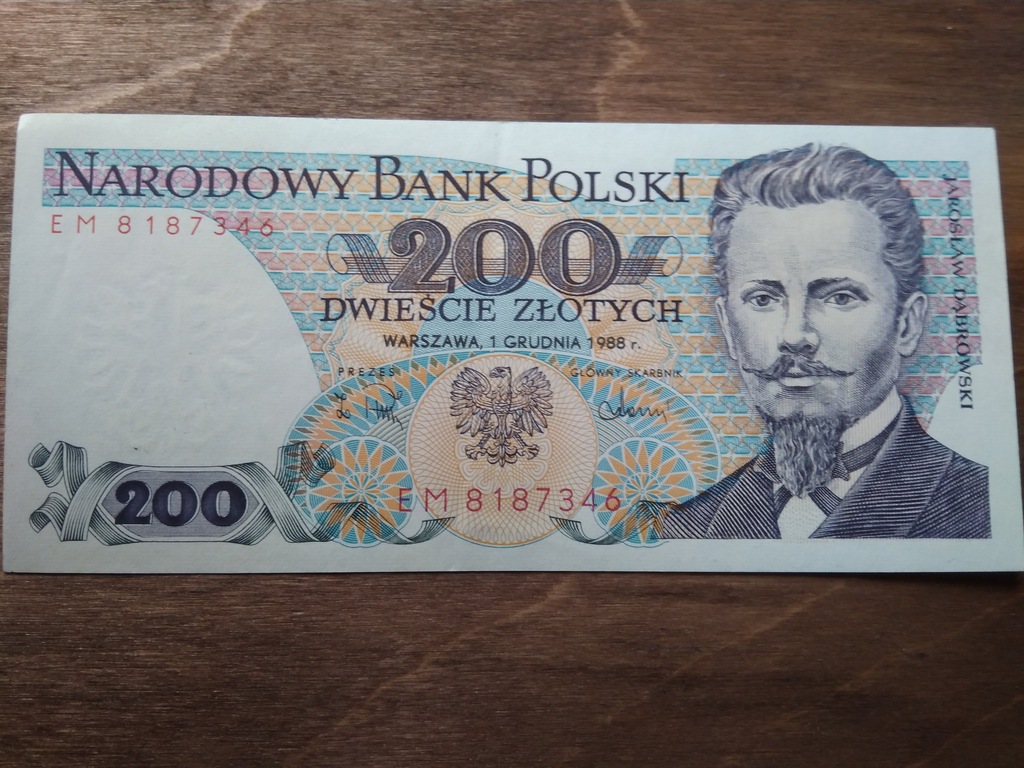 NARODOWY BANK POLSKI
EM 8187346
200
DWIEŚCIE ZŁOTYCH
WARSZAWA, 1 GRUDNIA 1988 r.
PREZES
GŁÓWNY SKARBNIK
EM 8187346
200
JAROSŁAW DĄBROWSKI